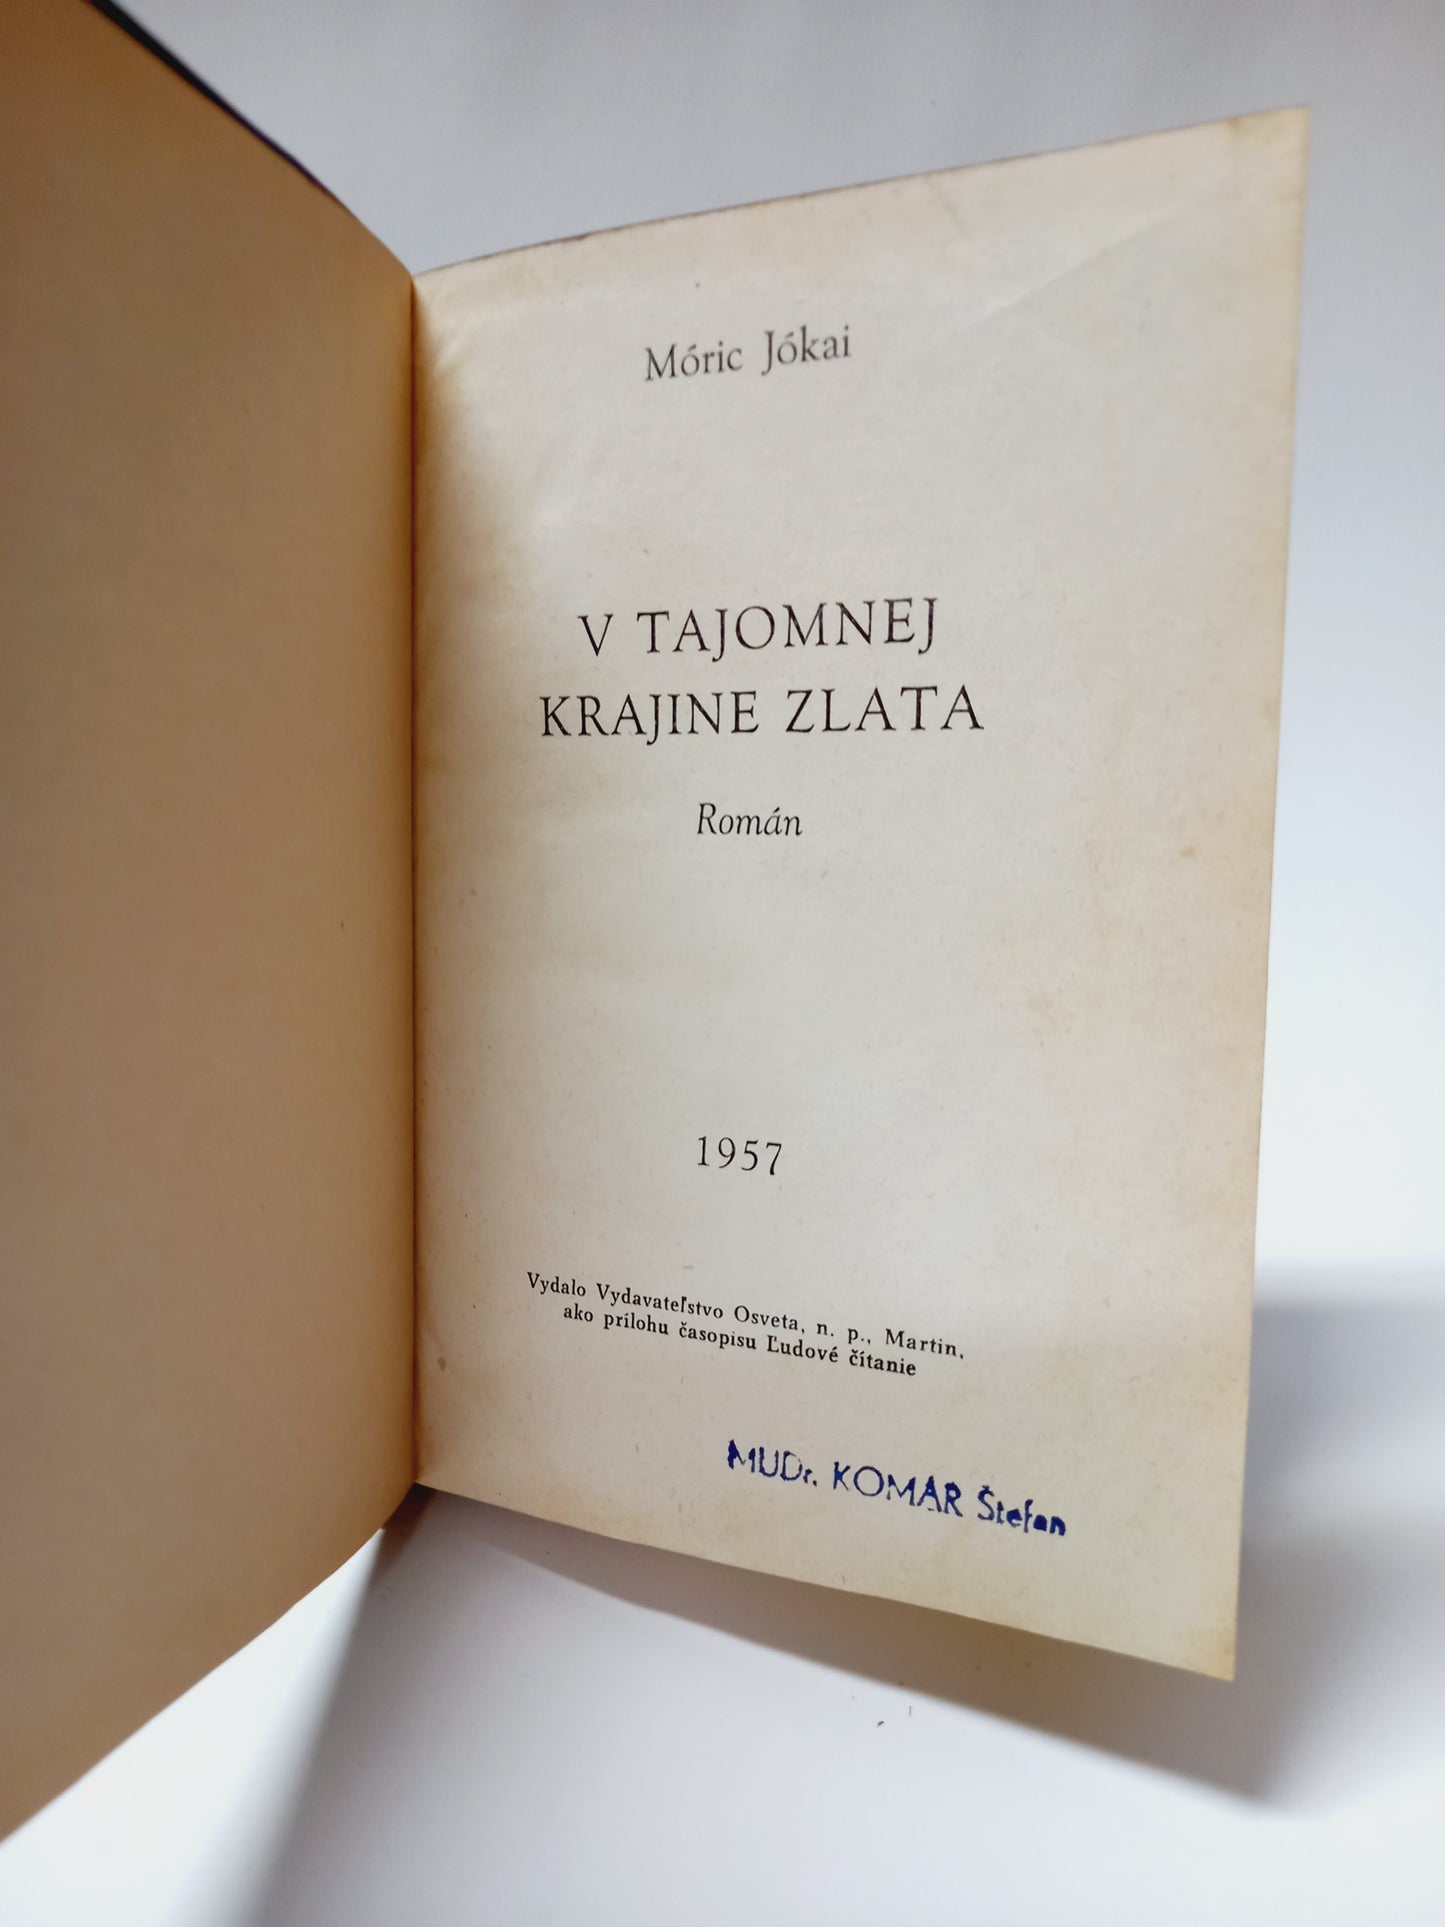 Móric Jókai
V TAJOMNEJ
KRAJINE ZLATA
Román
1957
Vydalo Vydavateľstvo Osveta, n. p., Martin,
ako prílohu časopisu Ľudové čítanie
MUDr. KOMAR Štefan